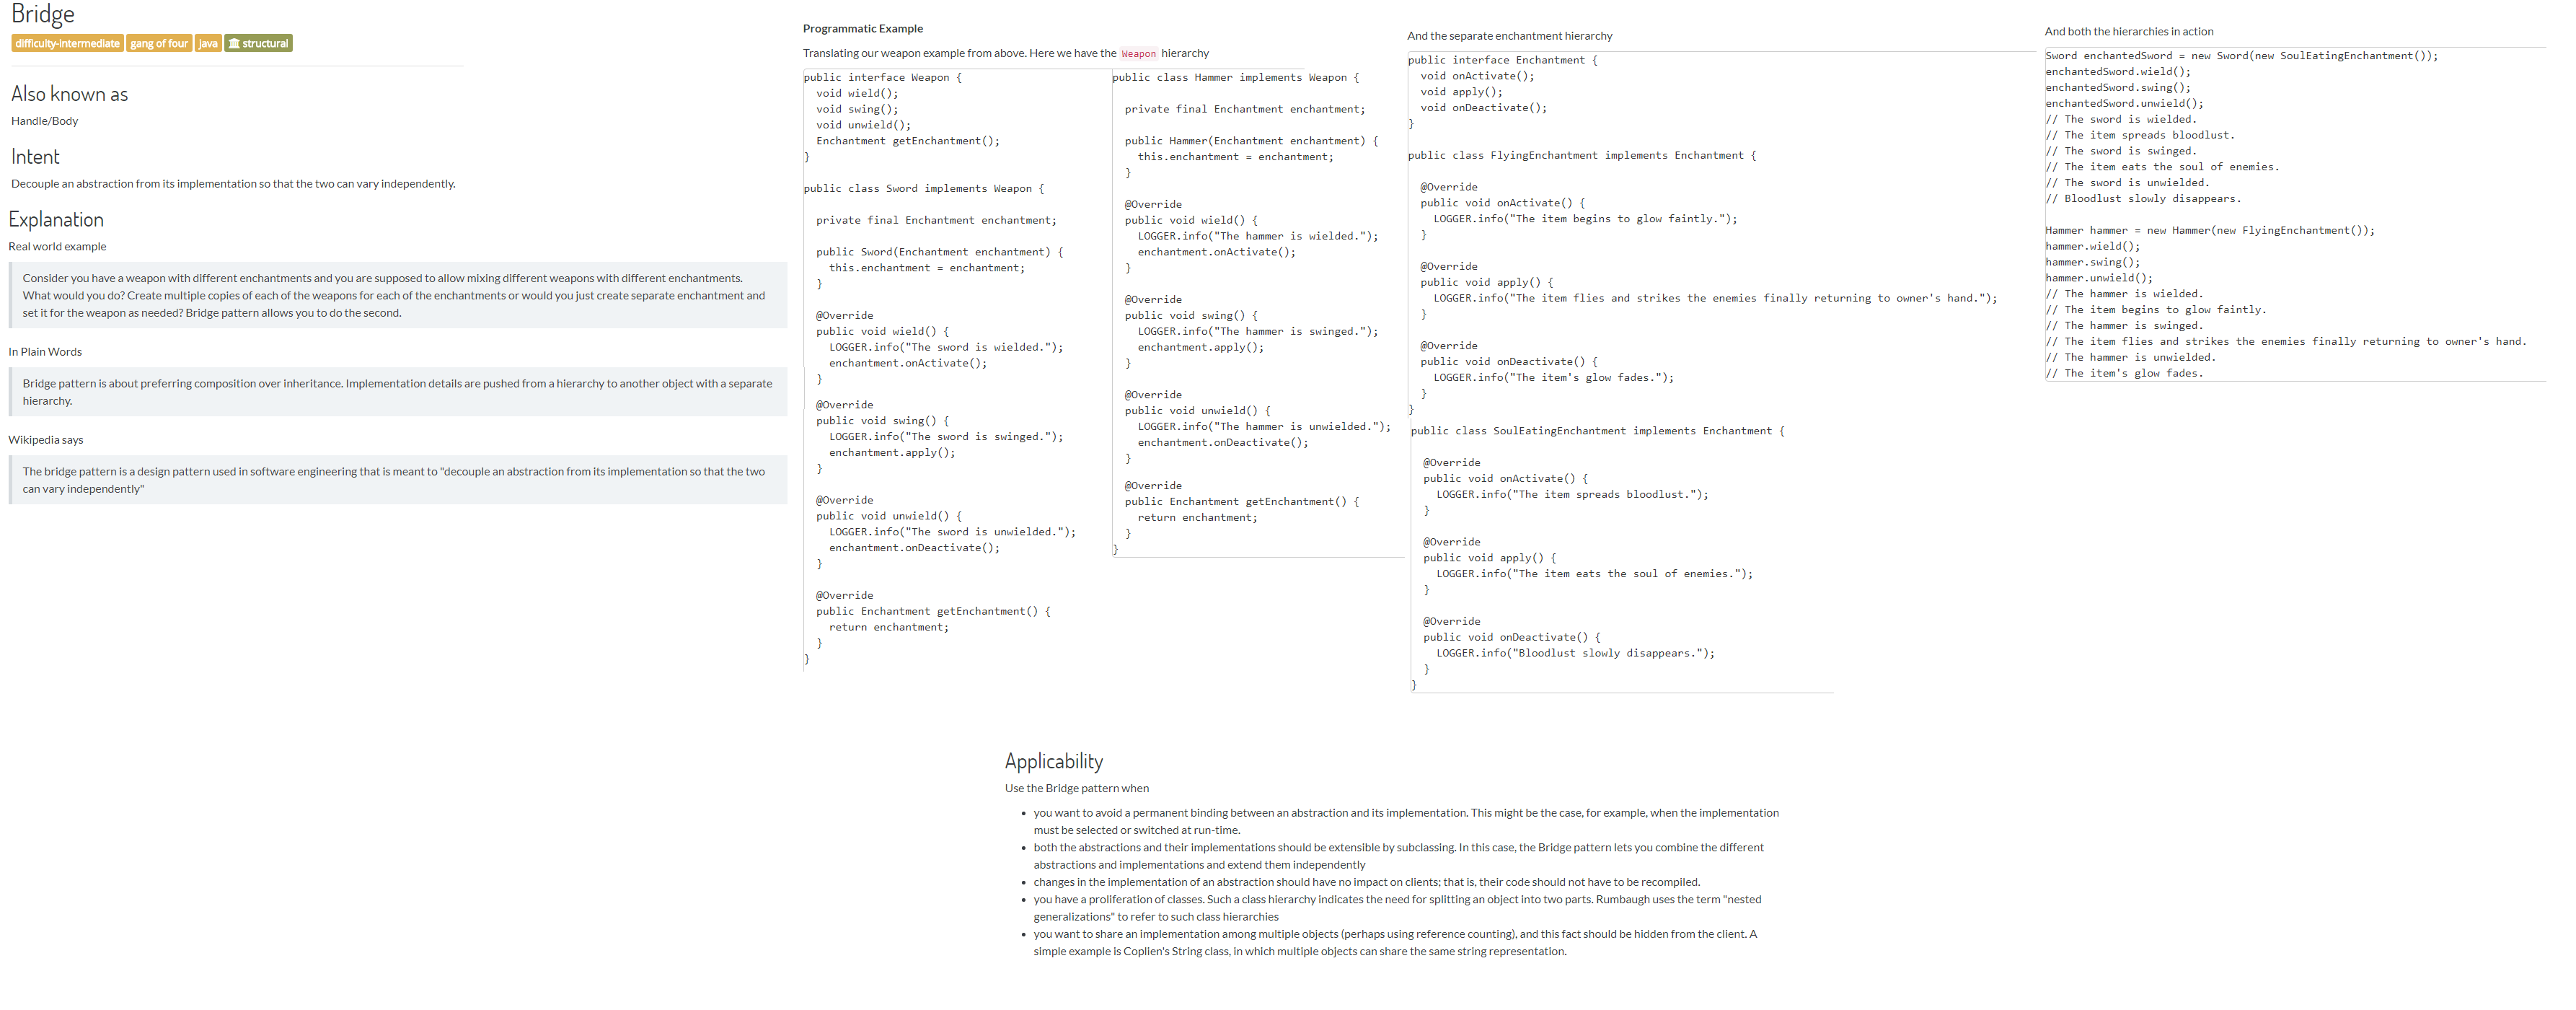 Bridge
difficulty-intermediate gang of four java structural
Also known as
Handle/Body
Intent
Decouple an abstraction from its implementation so that the two can vary independently.
Explanation
Real world example
Consider you have a weapon with different enchantments and you are supposed to allow mixing different weapons with different enchantments.
What would you do? Create multiple copies of each of the weapons for each of the enchantments or would you just create separate enchantment and
set it for the weapon as needed? Bridge pattern allows you to do the second.
In Plain Words
Bridge pattern is about preferring composition over inheritance. Implementation details are pushed from a hierarchy to another object with a separate
hierarchy.
Wikipedia says
The bridge pattern is a design pattern used in software engineering that is meant to "decouple an abstraction from its implementation so that the two
can vary independently"
Programmatic Example
Translating our weapon example from above. Here we have the Weapon hierarchy
public interface Weapon {
  void wield();
  void swing();
  void unwield();
  Enchantment getEnchantment();
}
public class Sword implements Weapon {
  private final Enchantment enchantment;
  public Sword(Enchantment enchantment) {
    this.enchantment = enchantment;
  }
  @Override
  public void wield() {
    LOGGER.info("The sword is wielded.");
    enchantment.onActivate();
  }
  @Override
  public void swing() {
    LOGGER.info("The sword is swinged.");
    enchantment.apply();
  }
  @Override
  public void unwield() {
    LOGGER.info("The sword is unwielded.");
    enchantment.onDeactivate();
  }
  @Override
  public Enchantment getEnchantment() {
    return enchantment;
  }
}
public class Hammer implements Weapon {
  private final Enchantment enchantment;
  public Hammer(Enchantment enchantment) {
    this.enchantment = enchantment;
  }
  @Override
  public void wield() {
    LOGGER.info("The hammer is wielded.");
    enchantment.onActivate();
  }
  @Override
  public void swing() {
    LOGGER.info("The hammer is swinged.");
    enchantment.apply();
  }
  @Override
  public void unwield() {
    LOGGER.info("The hammer is unwielded.");
    enchantment.onDeactivate();
  }
  @Override
  public Enchantment getEnchantment() {
    return enchantment;
  }
}
And the separate enchantment hierarchy
public interface Enchantment {
  void onActivate();
  void apply();
  void onDeactivate();
}
public class FlyingEnchantment implements Enchantment {
  @Override
  public void onActivate() {
    LOGGER.info("The item begins to glow faintly.");
  }
  @Override
  public void apply() {
    LOGGER.info("The item flies and strikes the enemies finally returning to owner's hand.");
  }
  @Override
  public void onDeactivate() {
    LOGGER.info("The item's glow fades.");
  }
}
public class SoulEatingEnchantment implements Enchantment {
  @Override
  public void onActivate() {
    LOGGER.info("The item spreads bloodlust.");
  }
  @Override
  public void apply() {
    LOGGER.info("The item eats the soul of enemies.");
  }
  @Override
  public void onDeactivate() {
    LOGGER.info("Bloodlust slowly disappears.");
  }
}
And both the hierarchies in action
Sword enchantedSword = new Sword(new SoulEatingEnchantment());
enchantedSword.wield();
enchantedSword.swing();
enchantedSword.unwield();
// The sword is wielded.
// The item spreads bloodlust.
// The sword is swinged.
// The item eats the soul of enemies.
// The sword is unwielded.
// Bloodlust slowly disappears.
Hammer hammer = new Hammer(new FlyingEnchantment());
hammer.wield();
hammer.swing();
hammer.unwield();
// The hammer is wielded.
// The item begins to glow faintly.
// The hammer is swinged.
// The item flies and strikes the enemies finally returning to owner's hand.
// The hammer is unwielded.
// The item's glow fades.
Applicability
Use the Bridge pattern when
• you want to avoid a permanent binding between an abstraction and its implementation. This might be the case, for example, when the implementation
must be selected or switched at run-time.
• both the abstractions and their implementations should be extensible by subclassing. In this case, the Bridge pattern lets you combine the different
abstractions and implementations and extend them independently
• changes in the implementation of an abstraction should have no impact on clients; that is, their code should not have to be recompiled.
• you have a proliferation of classes. Such a class hierarchy indicates the need for splitting an object into two parts. Rumbaugh uses the term "nested
generalizations" to refer to such class hierarchies
• you want to share an implementation among multiple objects (perhaps using reference counting), and this fact should be hidden from the client. A
simple example is Coplien's String class, in which multiple objects can share the same string representation.